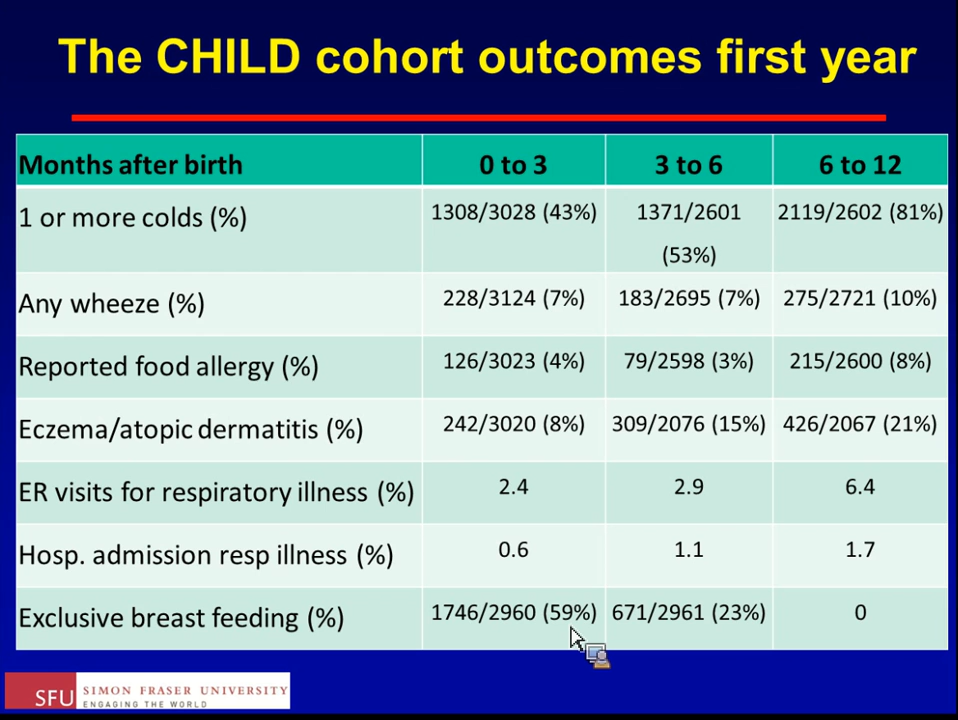 The CHILD cohort outcomes first year
Months after birth 0 to 3 3 to 6 6 to 12
1 or more colds (%) 1308/3028 (43%) 1371/2601 (53%) 2119/2602 (81%)
Any wheeze (%) 228/3124 (7%) 183/2695 (7%) 275/2721 (10%)
Reported food allergy (%) 126/3023 (4%) 79/2598 (3%) 215/2600 (8%)
Eczema/atopic dermatitis (%) 242/3020 (8%) 309/2076 (15%) 426/2067 (21%)
ER visits for respiratory illness (%) 2.4 2.9 6.4
Hosp. admission resp illness (%) 0.6 1.1 1.7
Exclusive breast feeding (%) 1746/2960 (59%) 671/2961 (23%) 0
SFU SIMON FRASER UNIVERSITY
ENGAGING THE WORLD